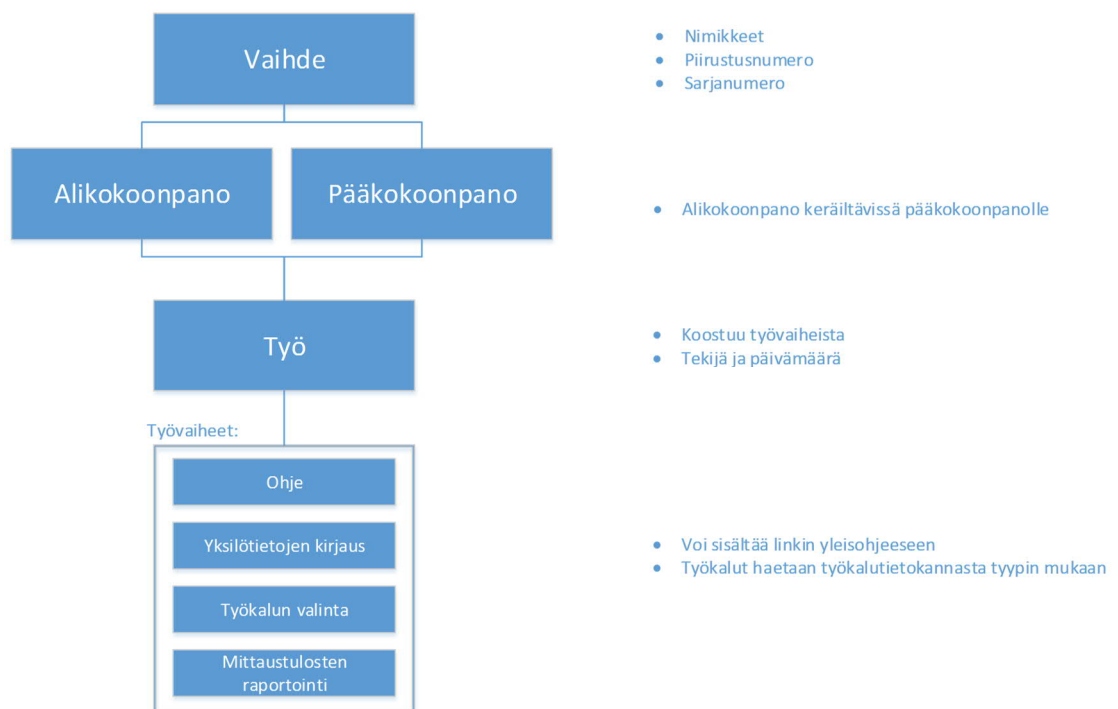 Vaihde
• Nimikkeet
• Piirustusnumero
• Sarjanumero
Alikokoonpano
Pääkokoonpano
• Alikokoonpano keräiltävissä pääkokoonpanolle
Työ
• Koostuu työvaiheista
• Tekijä ja päivämäärä
Työvaiheet:
Ohje
Yksilötietojen kirjaus
Työkalun valinta
Mittaustulosten
raportointi
• Voi sisältää linkin yleisohjeeseen
• Työkalut haetaan työkalutietokannasta tyypin mukaan